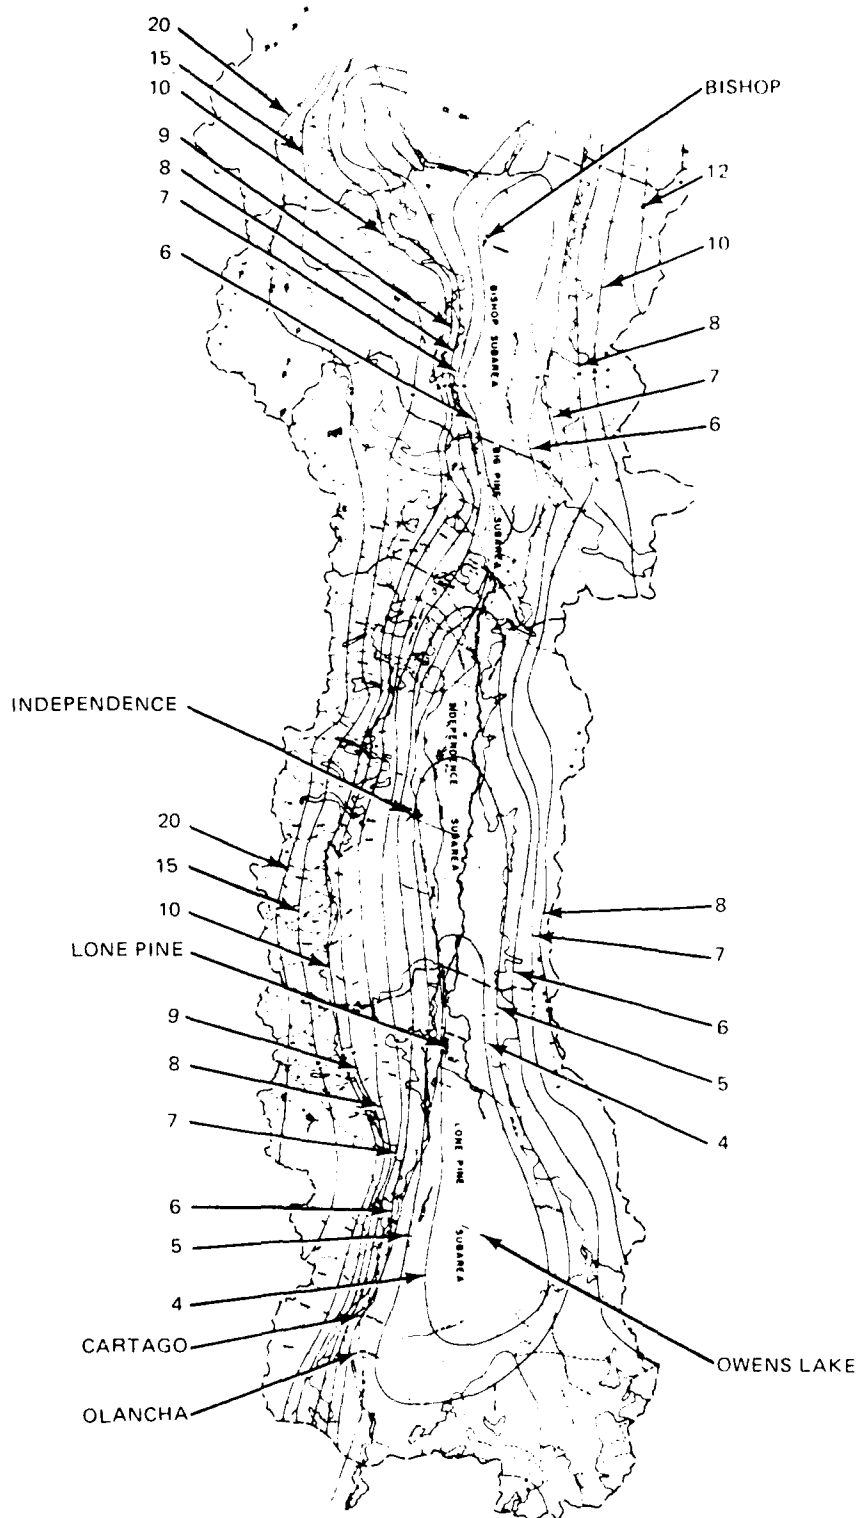 20
15
10
9
8
7
6
BISHOP
12
10
8
7
6
BISHOP SUBAREA
BIG PINE SUBAREA
INDEPENDENCE
INDEPENDENCE SUBAREA
20
15
10
LONE PINE
9
8
7
6
5
4
CARTAGO
OLANCHA
8
7
6
5
4
LONE PINE SUBAREA
OWENS LAKE